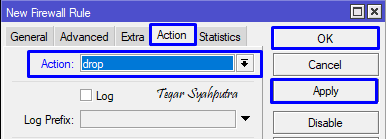 New Firewall Rule
General Advanced Extra Action Statistics
OK
Action: drop
Cancel
Log
Tegar Syahputra
Apply
Log Prefix:
Disable